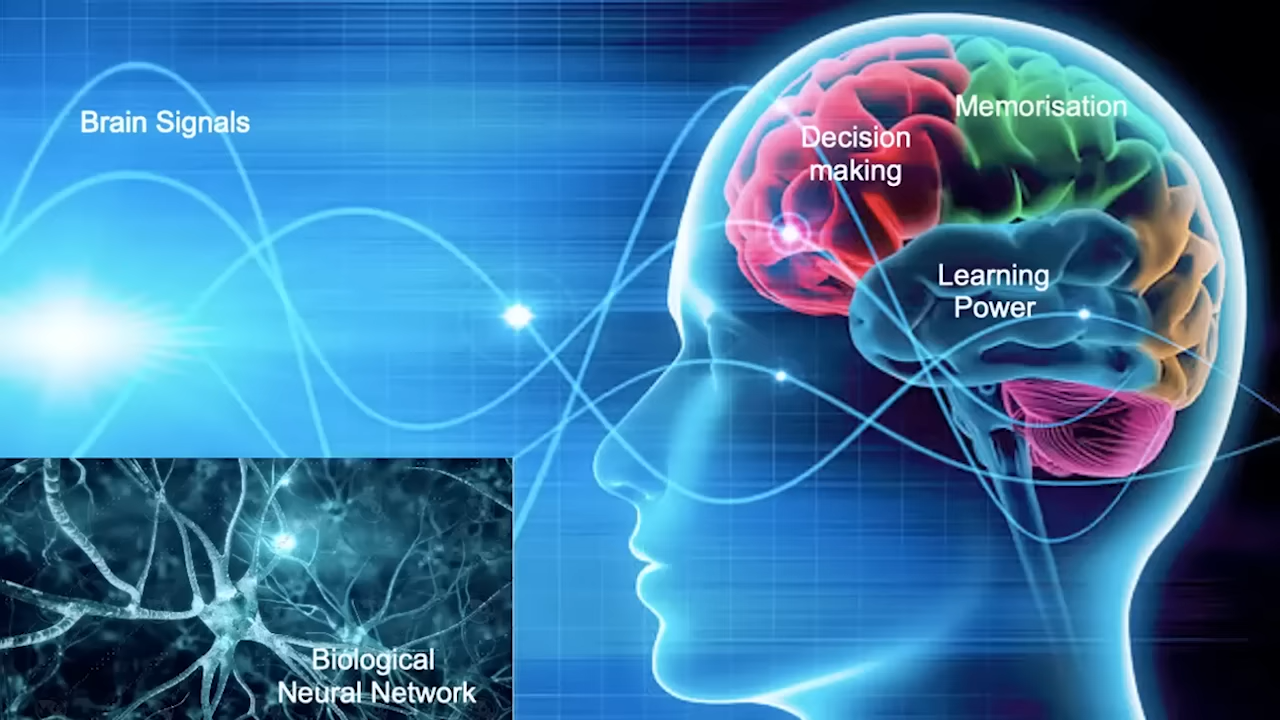 Brain Signals
Memorisation
Decision
making
Learning
Power
Biological
Neural Network